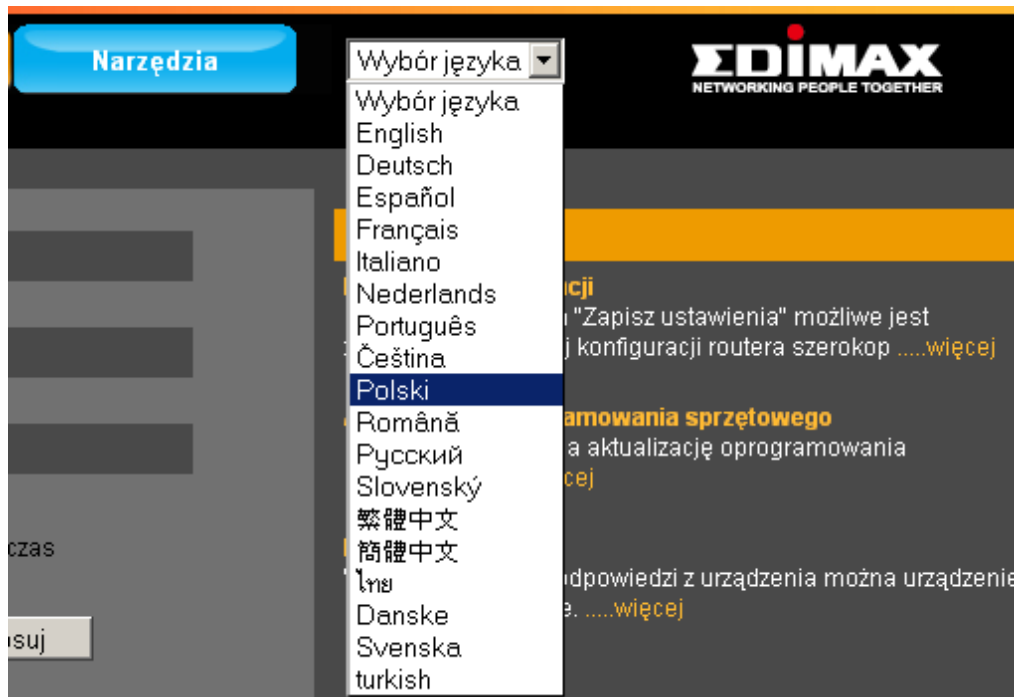 Narzędzia
Wybór języka
EDIMAX
NETWORKING PEOPLE TOGETHER
Wybór języka
English
Deutsch
Español
Français
Italiano
Nederlands
Português
Čeština
Polski
Română
Русский
Slovenský
繁體中文
簡體中文
ไทย
Danske
Svenska
turkish
cji
"Zapisz ustawienia" możliwe jest
j konfiguracji routera szerokop .....więcej
amowania sprzętowego
a aktualizację oprogramowania
cej
dpowiedzi z urządzenia można urządzenie
e. .....więcej
czas
suj